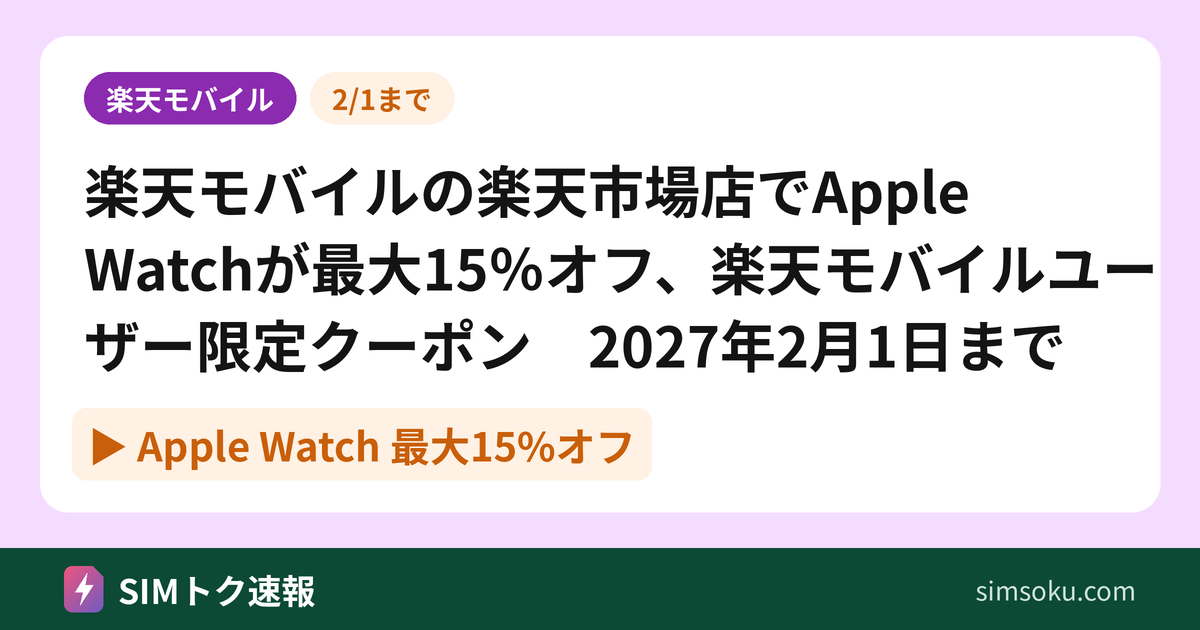 楽天モバイル
2/1まで
楽天モバイルの楽天市場店でApple
Watchが最大15%オフ、楽天モバイルユー
ザー限定クーポン　2027年2月1日まで
▶ Apple Watch 最大15%オフ
SIMトク速報
simsoku.com